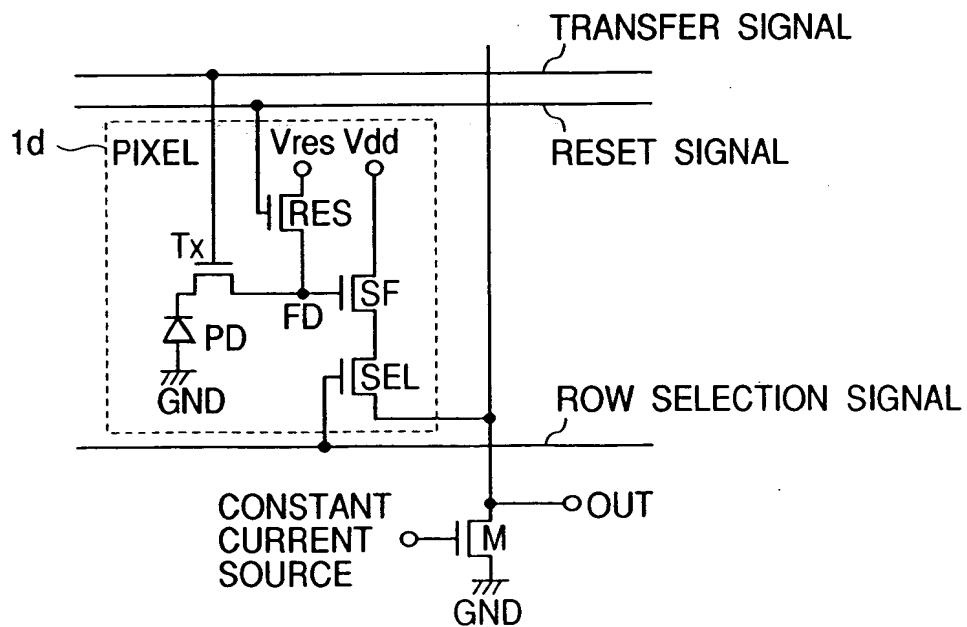 TRANSFER SIGNAL
1d
PIXEL
Vres Vdd
RESET SIGNAL
RES
Tx
SF
FD
PD
SEL
GND
ROW SELECTION SIGNAL
CONSTANT
CURRENT
SOURCE
OUT
M
GND